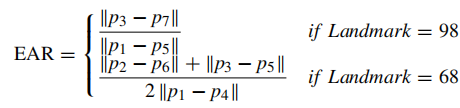 EAR = { ‖p3 − p7‖ / ‖p1 − p5‖ if Landmark = 98
‖p2 − p6‖ + ‖p3 − p5‖ / 2 ‖p1 − p4‖ if Landmark = 68